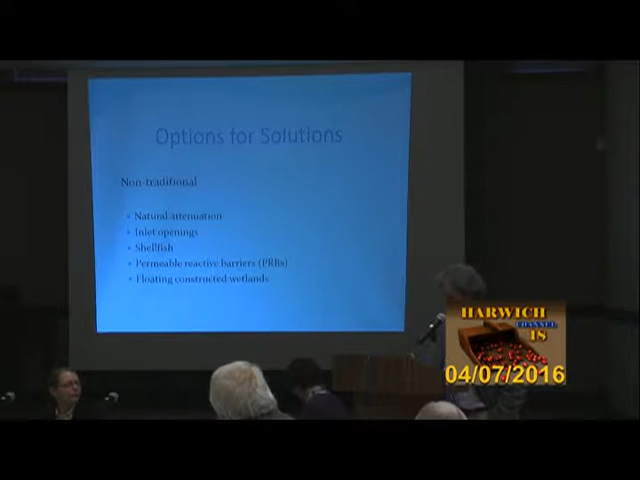 Options for Solutions
Non-traditional
• Natural attenuation
• Inlet openings
• Shellfish
• Permeable reactive barriers (PRBs)
• Floating constructed wetlands
HARWICH
CHANNEL
18
04/07/2016